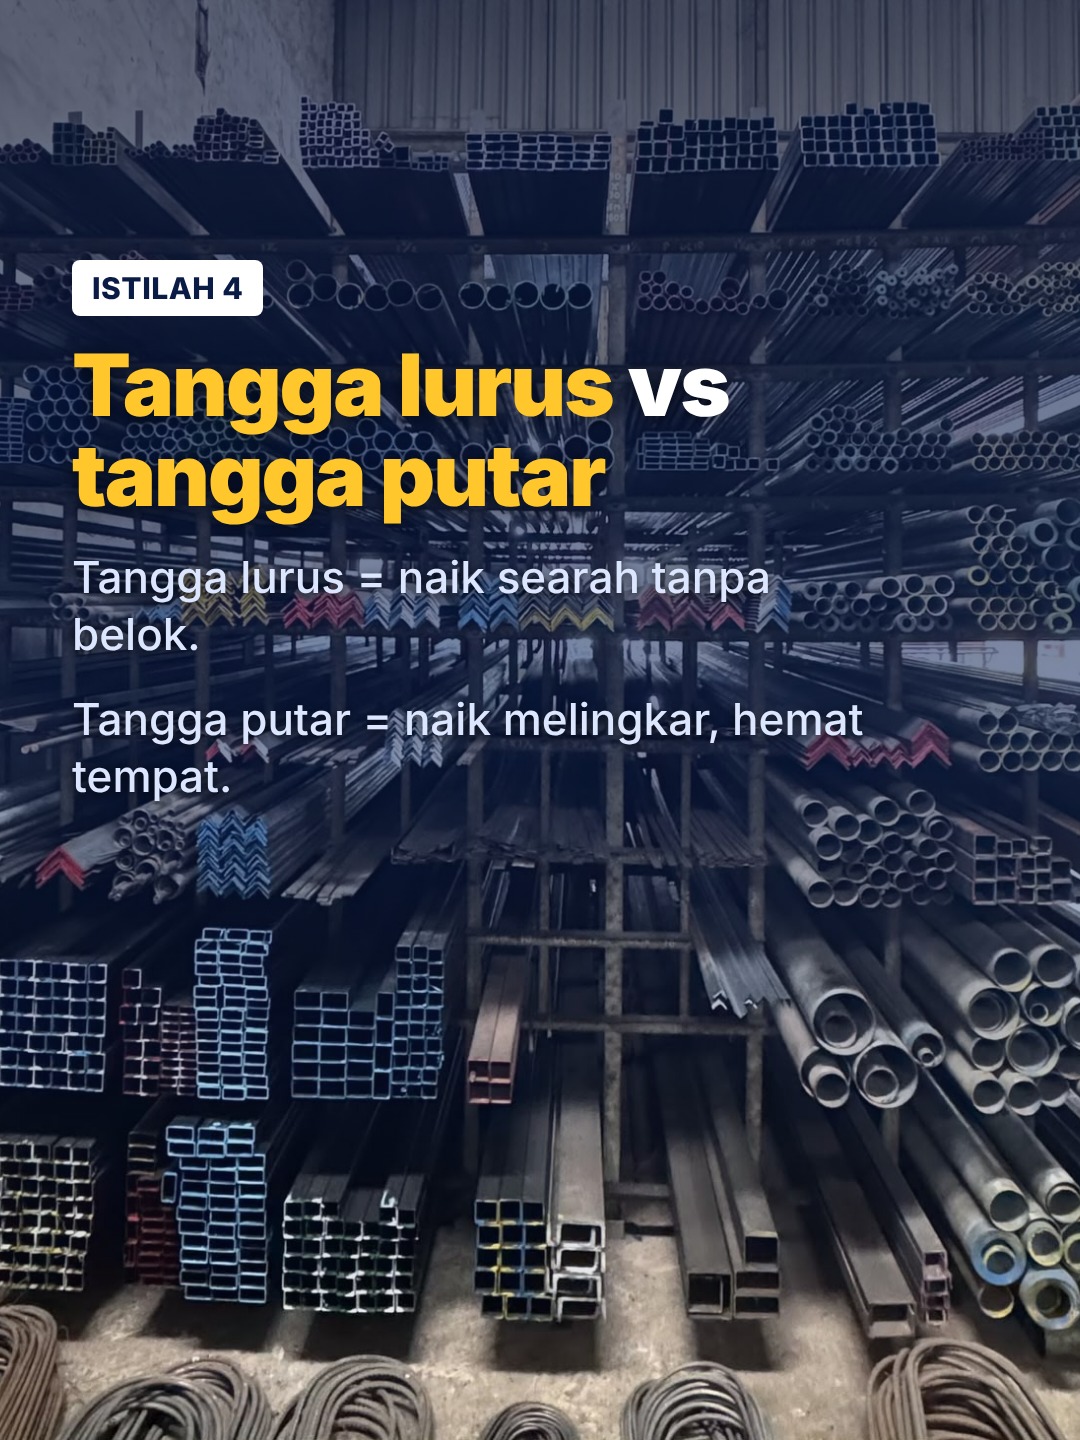 ISTILAH 4
Tangga lurus vs
tangga putar
Tangga lurus = naik searah tanpa
belok.
Tangga putar = naik melingkar, hemat
tempat.